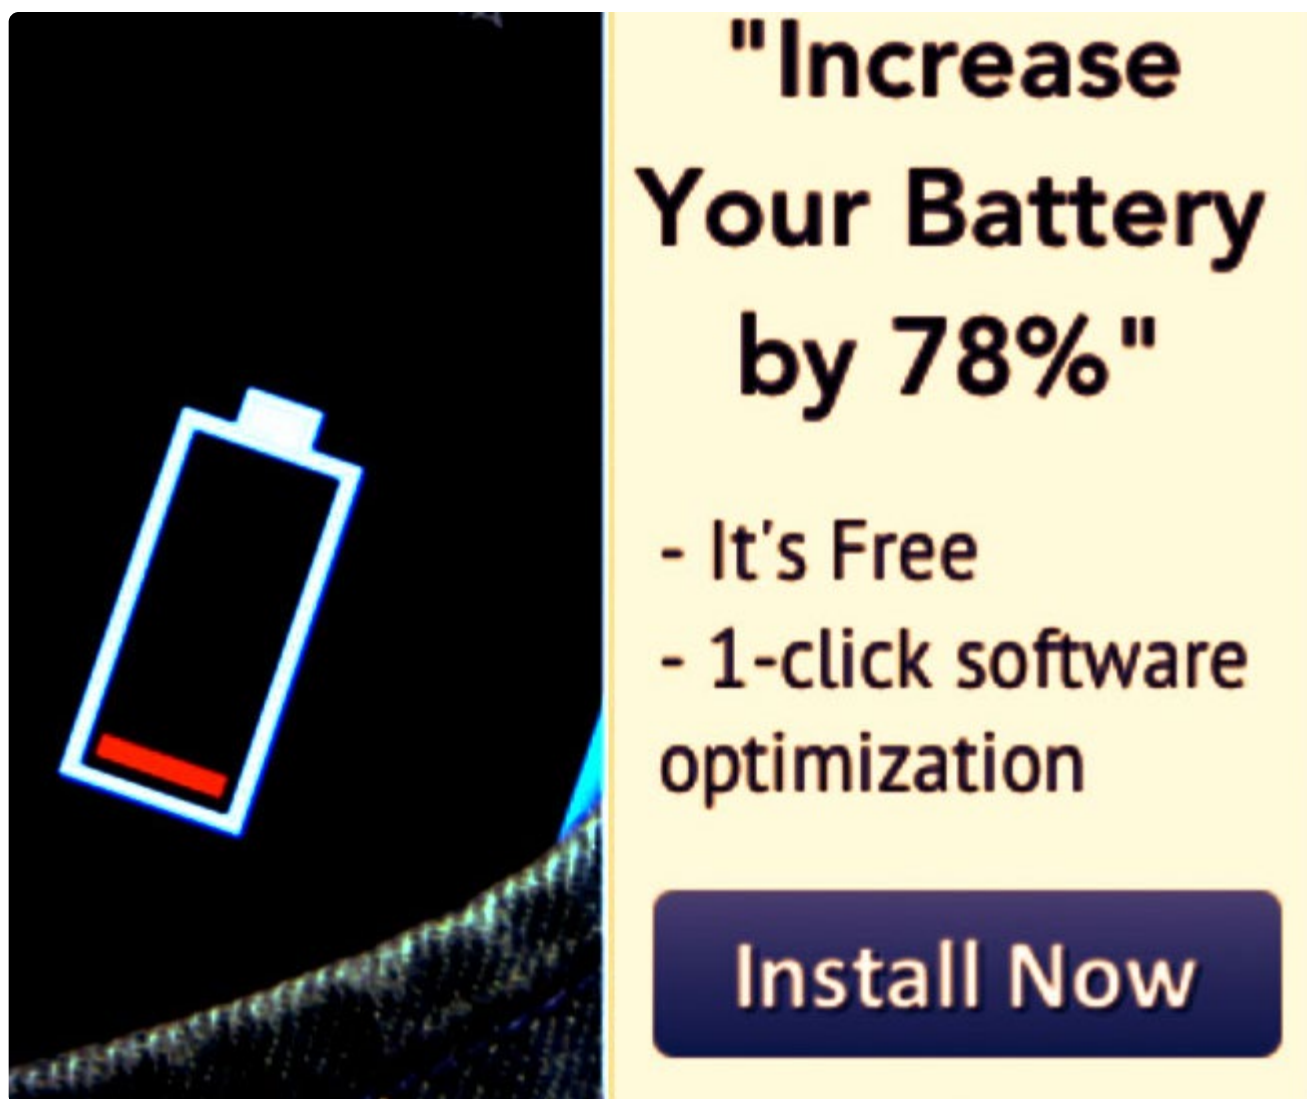 "Increase
Your Battery
by 78%"
- It's Free
- 1-click software
optimization
Install Now